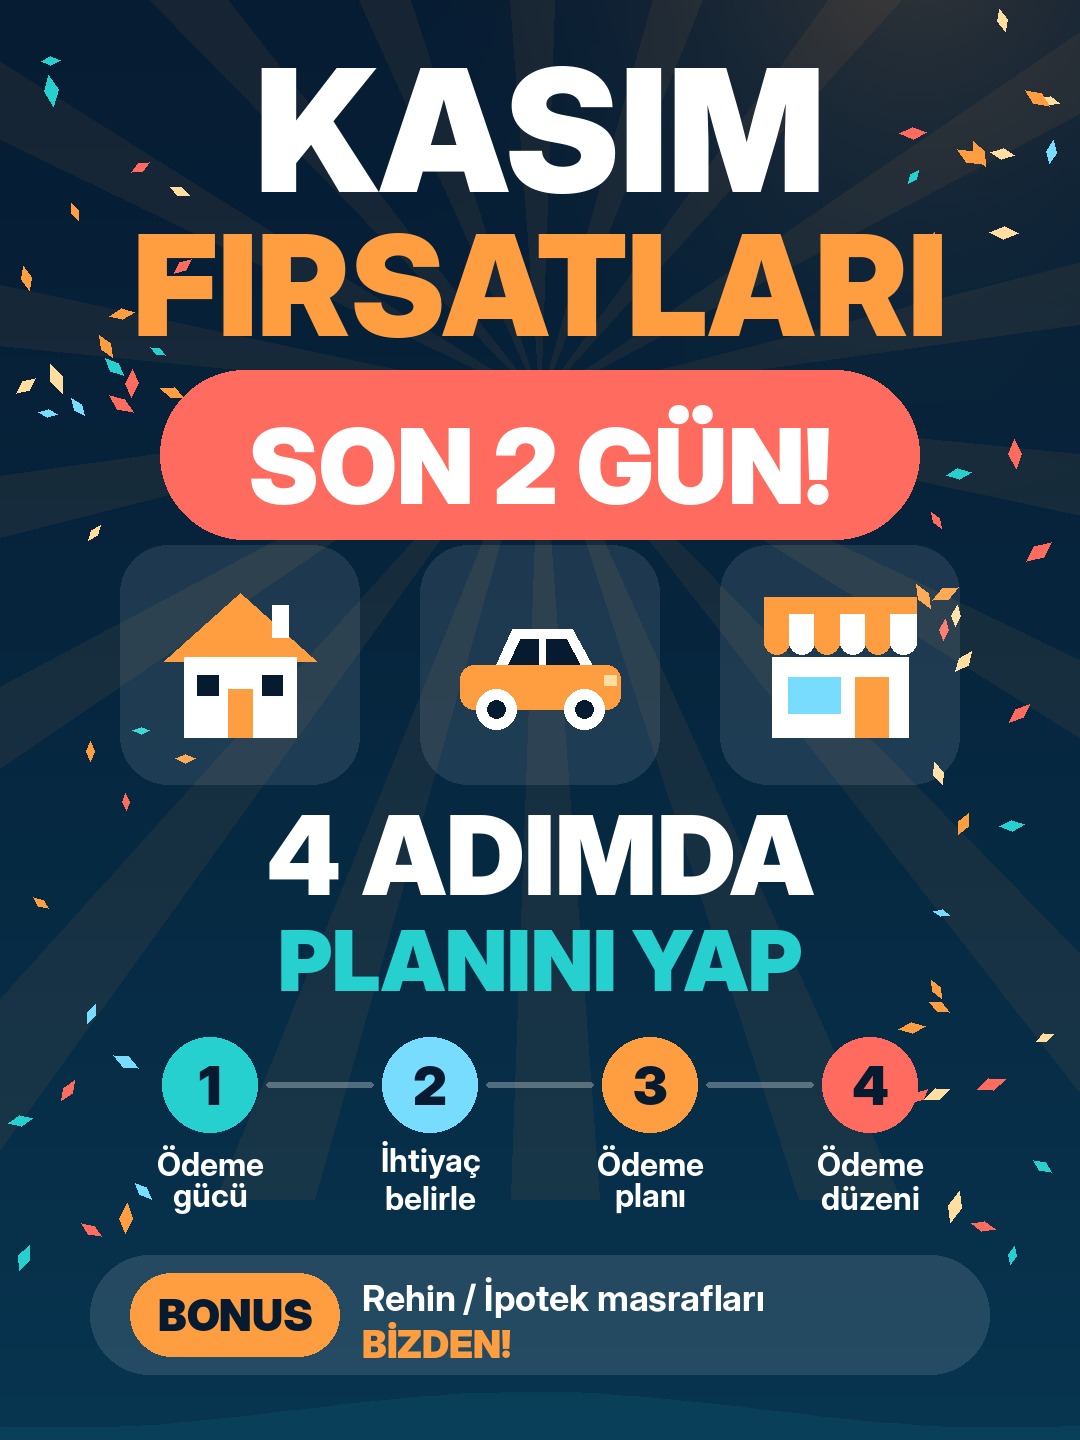 KASIM
FIRSATLARI
SON 2 GÜN!
4 ADIMDA
PLANINI YAP
1 2 3 4
Ödeme gücü
İhtiyaç belirle
Ödeme planı
Ödeme düzeni
BONUS
Rehin / İpotek masrafları
BİZDEN!